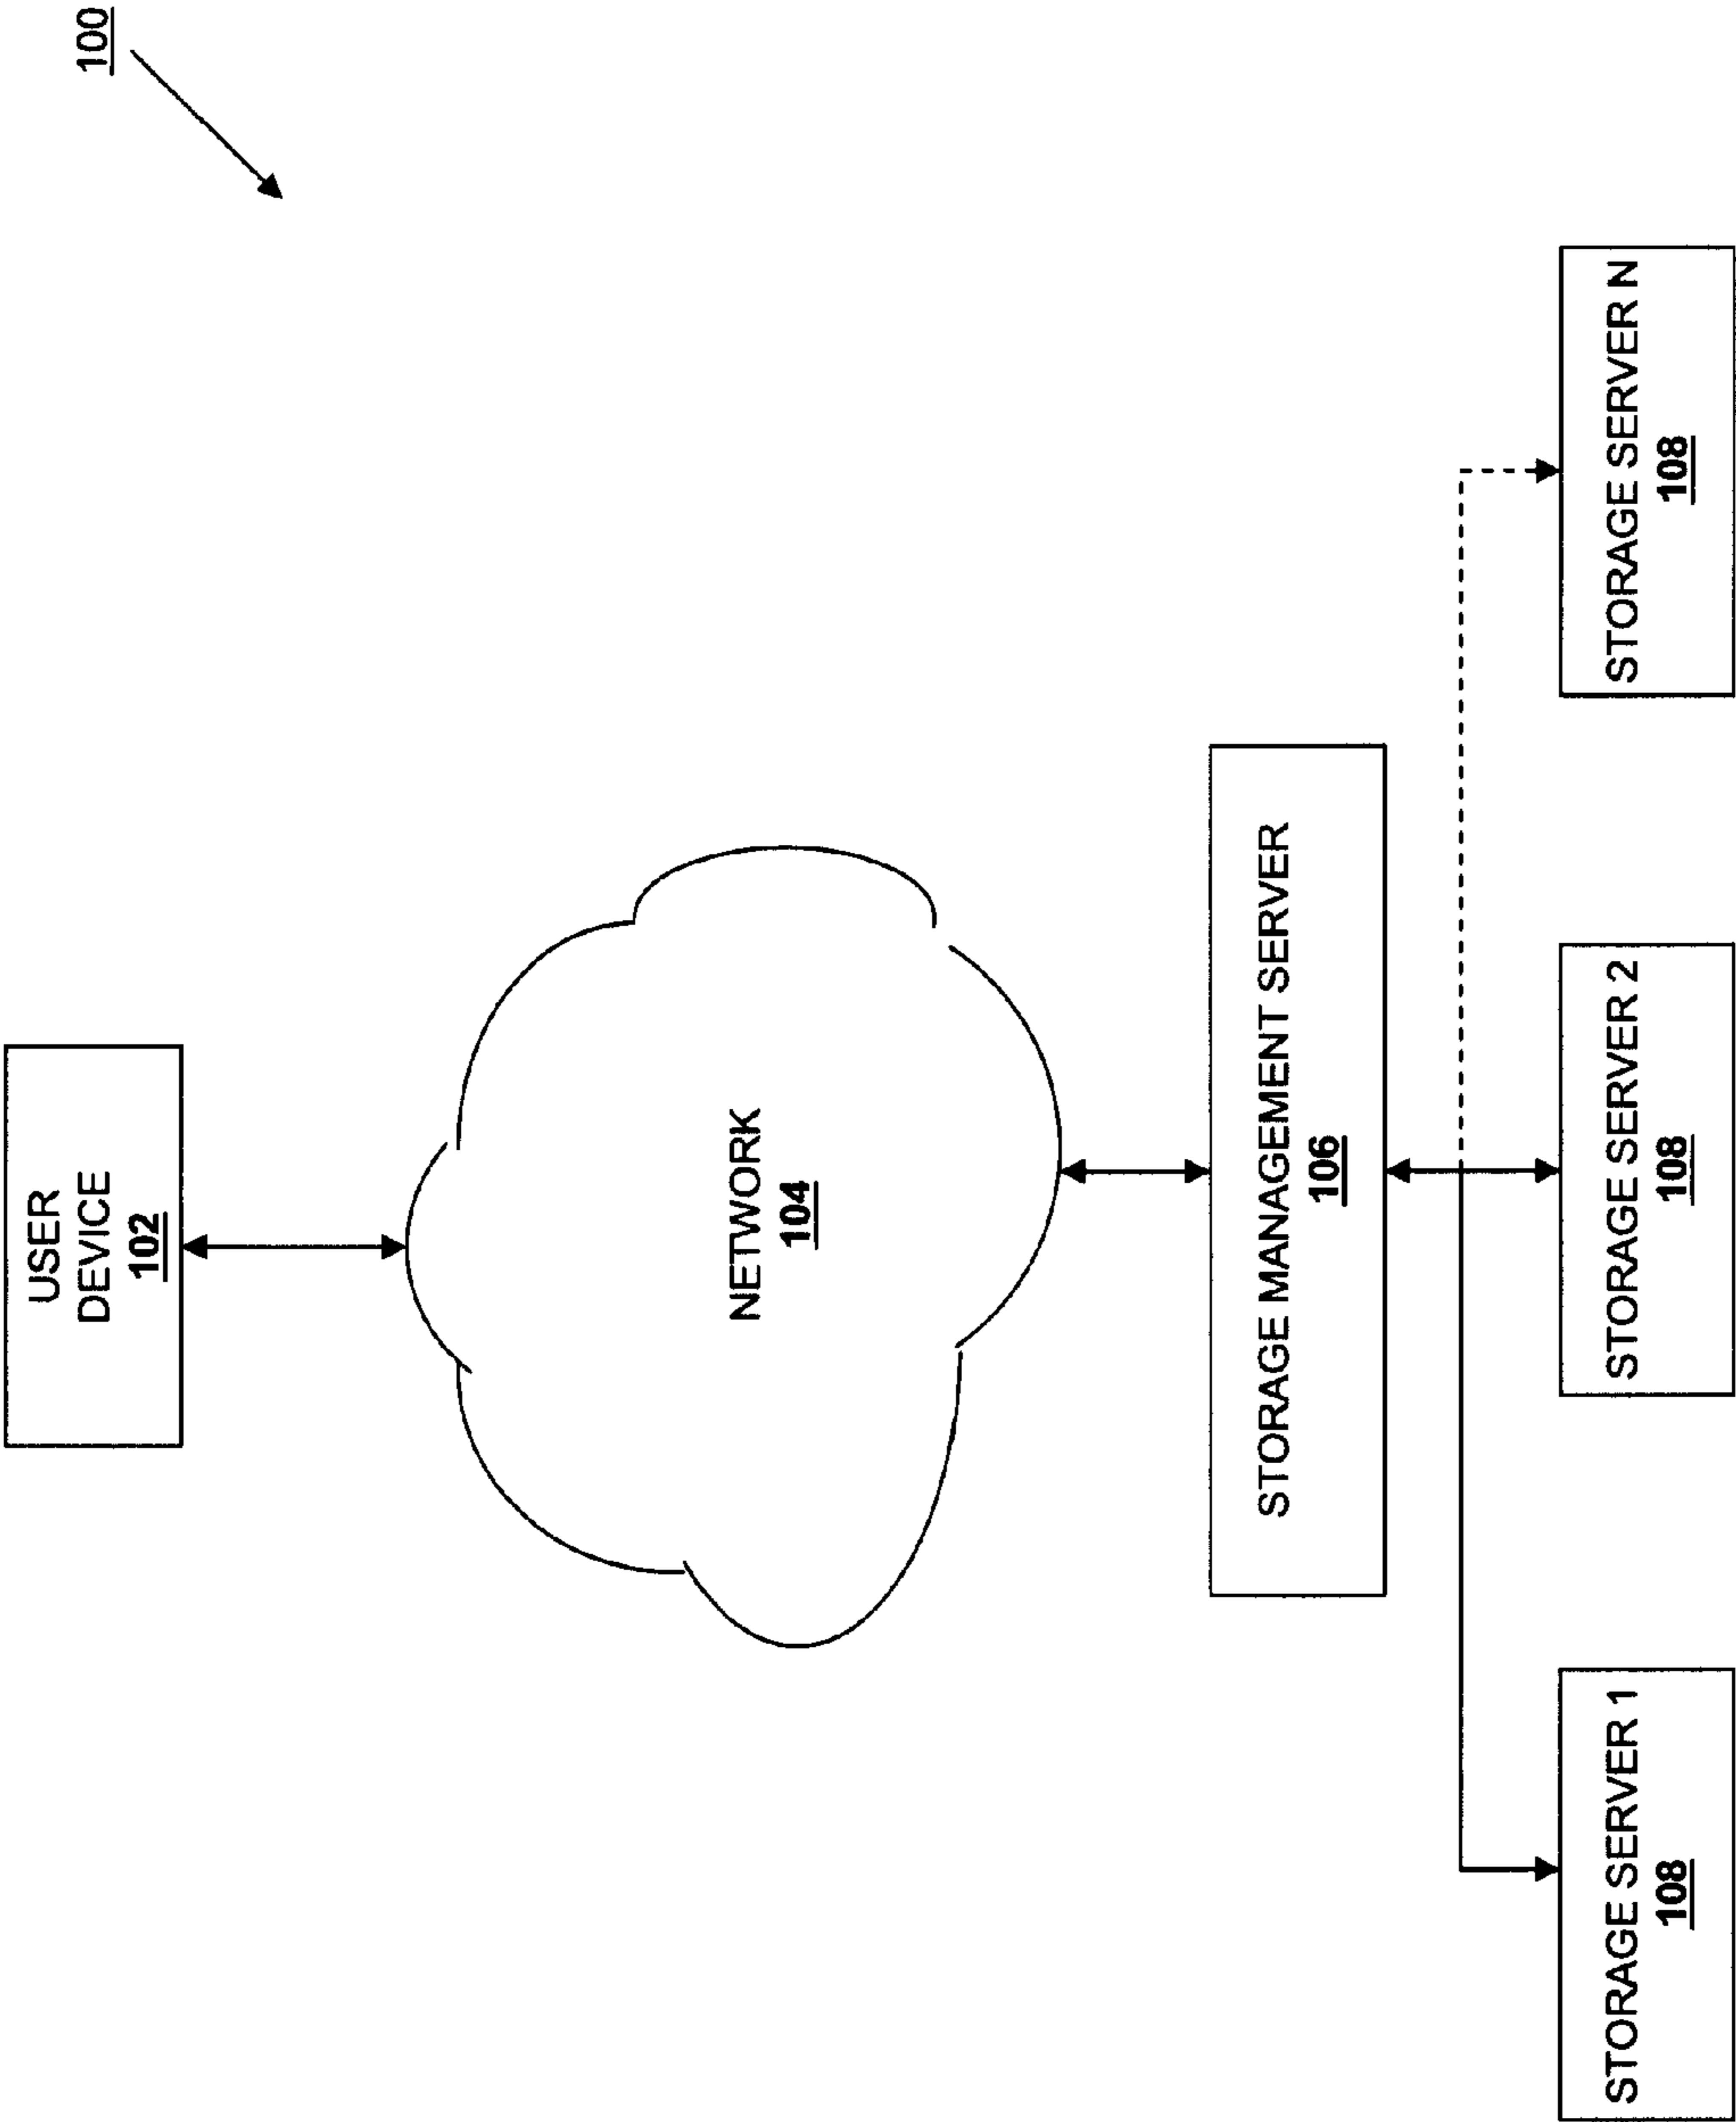 100
USER
DEVICE
102
NETWORK
104
STORAGE MANAGEMENT SERVER
106
STORAGE SERVER 1
108
STORAGE SERVER 2
108
STORAGE SERVER N
108